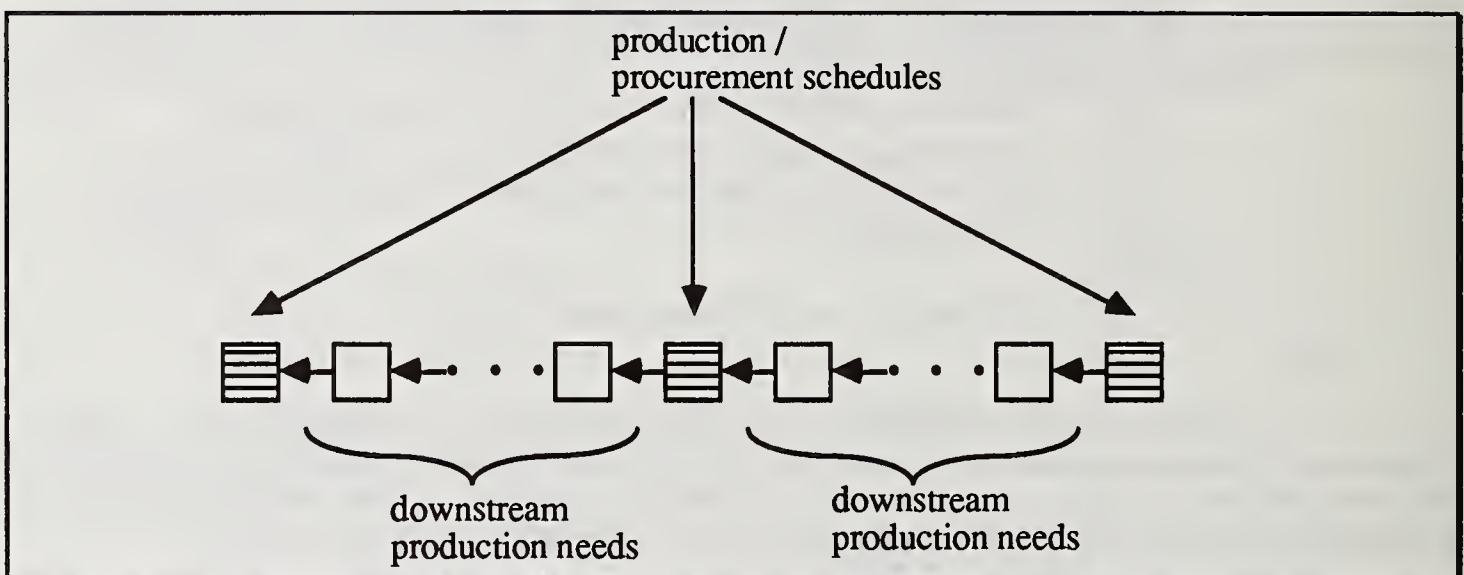 production /
procurement schedules
downstream
production needs
downstream
production needs